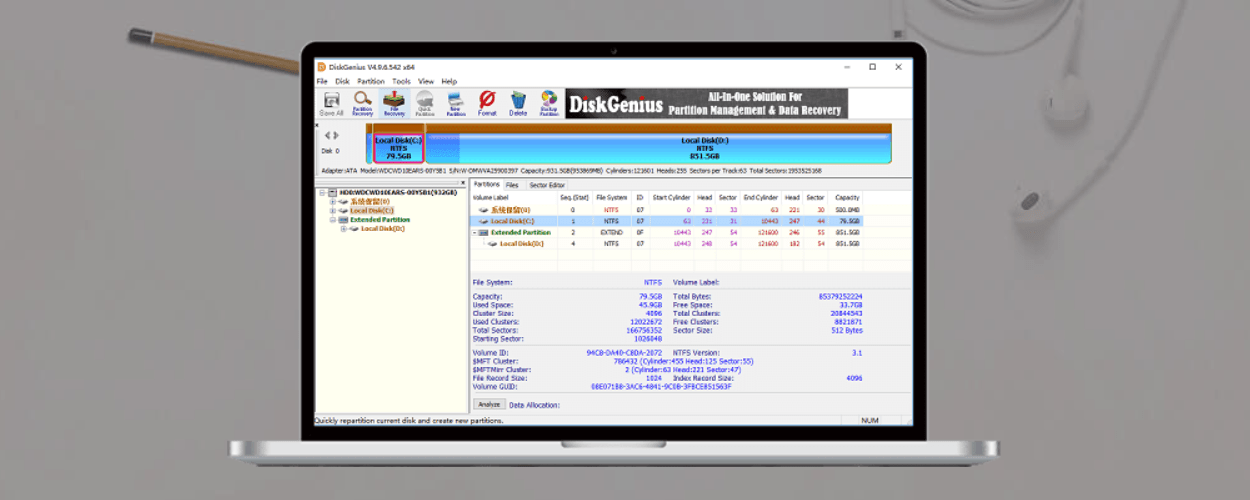 DiskGenius V4.9.6.542 x64
File Disk Partition Tools View Help
Save All Partition Recovery File Recovery Quick Partition New Partition Format Delete Backup Partition
DiskGenius All-In-One Solution For
Partition Management & Data Recovery
Disk 0
Local Disk(C:)
NTFS
79.5GB
Local Disk(D:)
NTFS
851.5GB
Adapter:ATA Model:WDCWD10EARS-00Y5B1 Capacity:931.5GB(953869MB) Cylinders:121601 Heads:255 Sectors per Track:63 Total Sectors:1953525168
HD0:WDCWD10EARS-00Y5B1(932GB)
系统保留(0)
Local Disk(C:)
Extended Partition
Local Disk(D:)
Partitions Files Sector Editor
Volume Label Seq.(Stat) File System ID Start Cylinder Head Sector End Cylinder Head Sector Capacity
系统保留(0) 0 NTFS 07 0 33 63 221 30 500.0MB
Local Disk(C:) 1 NTFS 07 63 221 31 10443 247 44 79.5GB
Extended Partition 2 EXTEND 0F 10443 247 54 121600 246 55 851.5GB
Local Disk(D:) 4 NTFS 07 10443 248 54 121600 182 54 851.5GB
File System: NTFS Volume Label:
Capacity: 79.5GB Total Bytes: 85379252224
Used Space: 45.9GB Free Space: 33.7GB
Cluster Size: 4096 Total Clusters: 20844543
Used Clusters: 12022672 Free Clusters: 8821871
Total Sectors: 166756352 Sector Size: 512 Bytes
Starting Sector: 1026048
Volume ID: 94C8-0A40-C8DA-2072 NTFS Version: 3.1
$MFT Cluster: 786432 (Cylinder:455 Head:125 Sector:55)
$MFTMirr Cluster: 2 (Cylinder:63 Head:221 Sector:47)
File Record Size: 1024 Index Record Size: 4096
Volume GUID: 0BE071B8-3AC6-4841-9C0B-3FBCE851563F
Analyze Data Allocation:
Quickly repartition current disk and create new partitions.
NUM